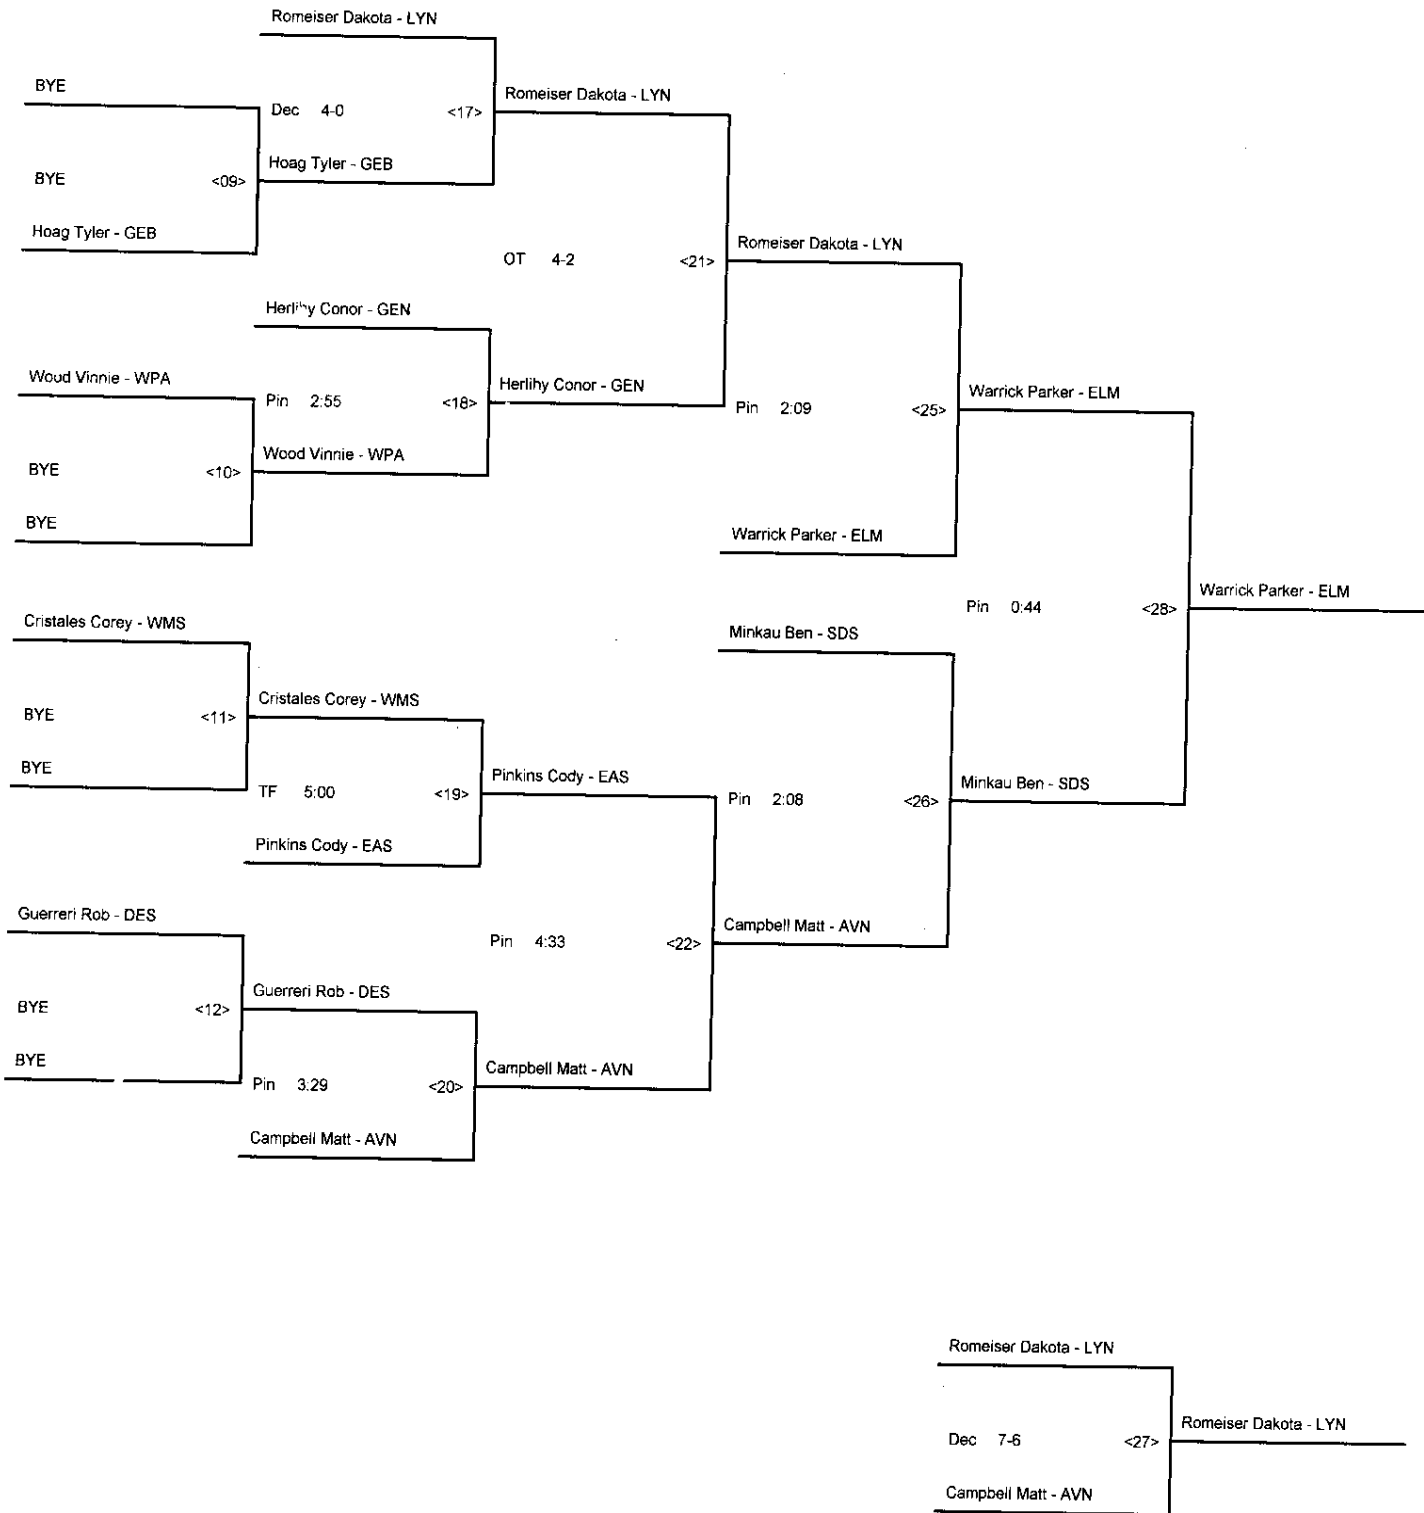 Romeiser Dakota - LYN
BYE
Dec 4-0 <17>
Romeiser Dakota - LYN
BYE <09>
Hoag Tyler - GEB
Hoag Tyler - GEB
OT 4-2 <21>
Romeiser Dakota - LYN
Conor - GEN
Woud Vinnie - WPA
Pin 2:55 <18>
Herlihy Conor - GEN
BYE <10>
Wood Vinnie - WPA
BYE
Pin 2:09 <25>
Warrick Parker - ELM
Warrick Parker - ELM
Pin 0:44 <28>
Warrick Parker - ELM
Cristales Corey - WMS
BYE <11>
Cristales Corey - WMS
BYE
TF 5:00 <19>
Pinkins Cody - EAS
Pinkins Cody - EAS
Minkau Ben - SDS
Pin 2:08 <26>
Minkau Ben - SDS
Guerreri Rob - DES
BYE <12>
Guerreri Rob - DES
BYE
Pin 4:33 <22>
Campbell Matt - AVN
Pin 3:29 <20>
Campbell Matt - AVN
Campbell Matt - AVN
Romeiser Dakota - LYN
Dec 7-6 <27>
Romeiser Dakota - LYN
Campbell Matt - AVN